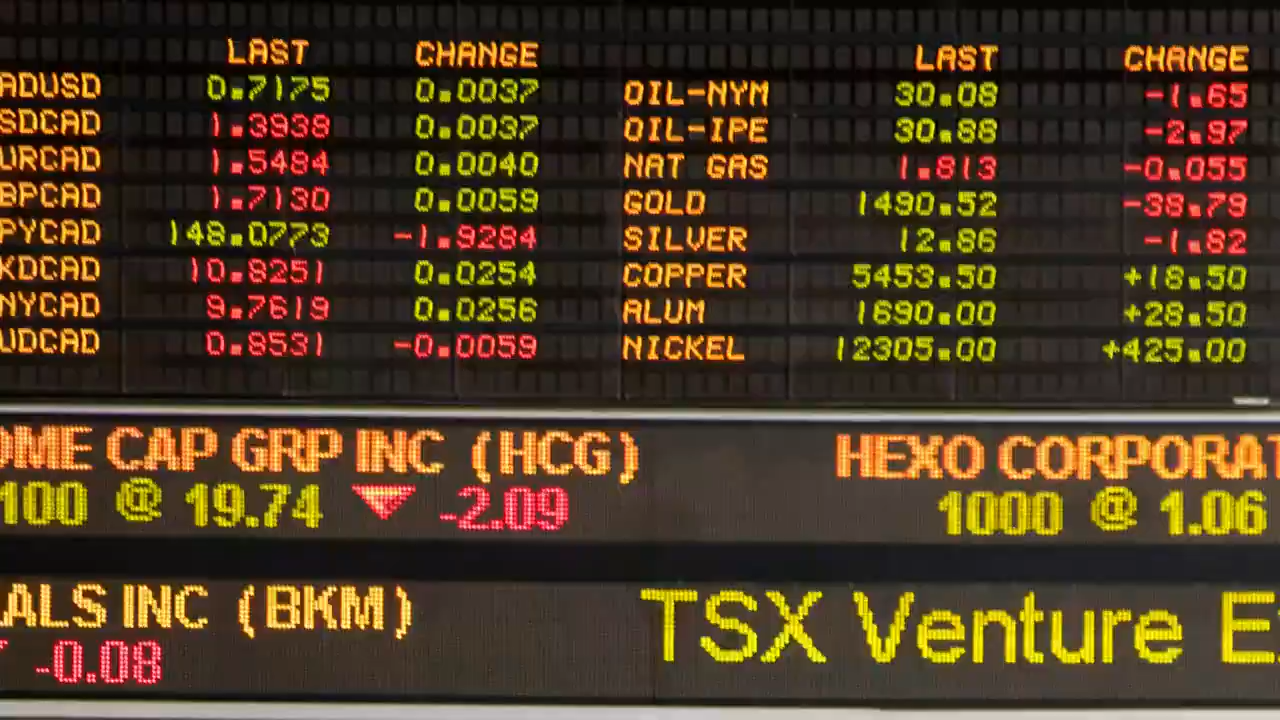 LAST CHANGE
ADUSD 0.7175 0.0037
SDCAD 1.3938 0.0037
URCAD 1.5484 0.0040
BPCAD 1.7130 0.0059
PYCAD 148.0773 -1.9284
KDCAD 10.8251 0.0254
NYCAD 9.7619 0.0256
UDCAD 0.8531 -0.0059
LAST CHANGE
OIL-NYM 30.08 -1.65
OIL-IPE 30.68 -2.97
NAT GAS 1.813 -0.055
GOLD 1490.52 -38.79
SILVER 12.86 -1.82
COPPER 5453.50 +18.50
ALUM 1690.00 +28.50
NICKEL 12305.00 +425.00
OME CAP GRP INC (HCG) HEXO CORPORAT
100 @ 19.74 ▼ -2.09 1000 @ 1.06
ALS INC (BKM)
-0.08
TSX Venture E